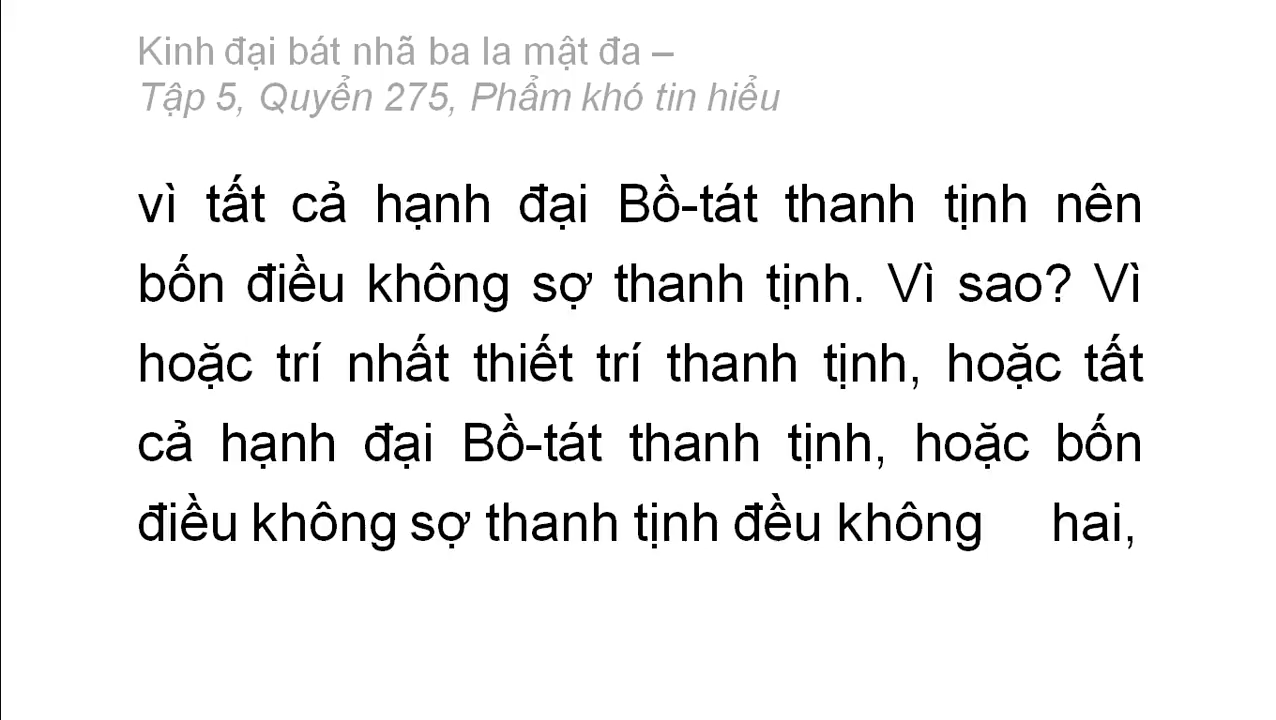 Kinh đại bát nhã ba la mật đa –
Tập 5, Quyển 275, Phẩm khó tin hiểu
vì tất cả hạnh đại Bồ-tát thanh tịnh nên
bốn điều không sợ thanh tịnh. Vì sao? Vì
hoặc trí nhất thiết trí thanh tịnh, hoặc tất
cả hạnh đại Bồ-tát thanh tịnh, hoặc bốn
điều không sợ thanh tịnh đều không hai,